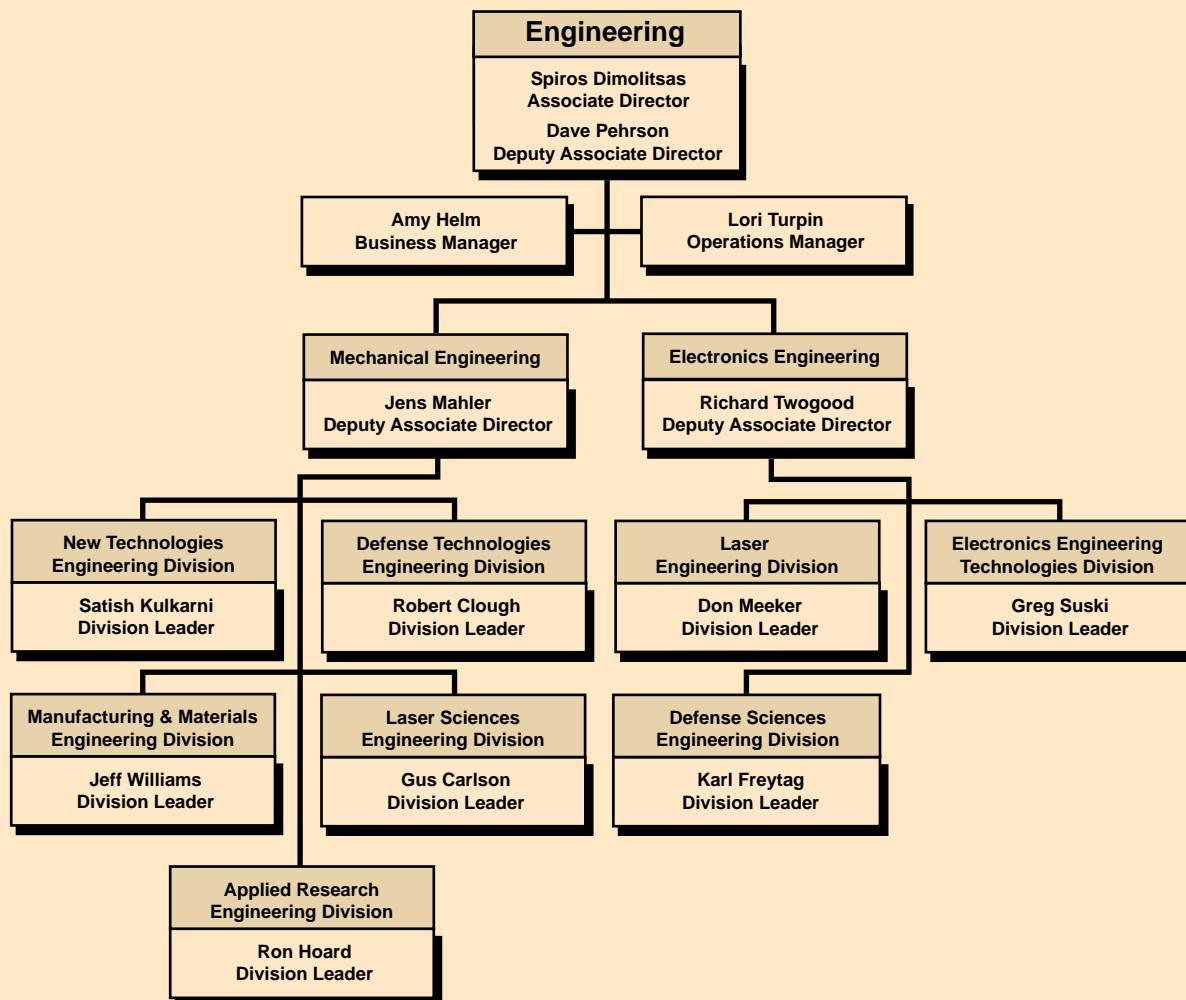 Engineering
Spiros Dimolitsas
Associate Director
Dave Pehrson
Deputy Associate Director
Amy Helm
Business Manager
Lori Turpin
Operations Manager
Mechanical Engineering
Jens Mahler
Deputy Associate Director
Electronics Engineering
Richard Twogood
Deputy Associate Director
New Technologies
Engineering Division
Satish Kulkarni
Division Leader
Defense Technologies
Engineering Division
Robert Clough
Division Leader
Laser
Engineering Division
Don Meeker
Division Leader
Electronics Engineering
Technologies Division
Greg Suski
Division Leader
Manufacturing & Materials
Engineering Division
Jeff Williams
Division Leader
Laser Sciences
Engineering Division
Gus Carlson
Division Leader
Defense Sciences
Engineering Division
Karl Freytag
Division Leader
Applied Research
Engineering Division
Ron Hoard
Division Leader